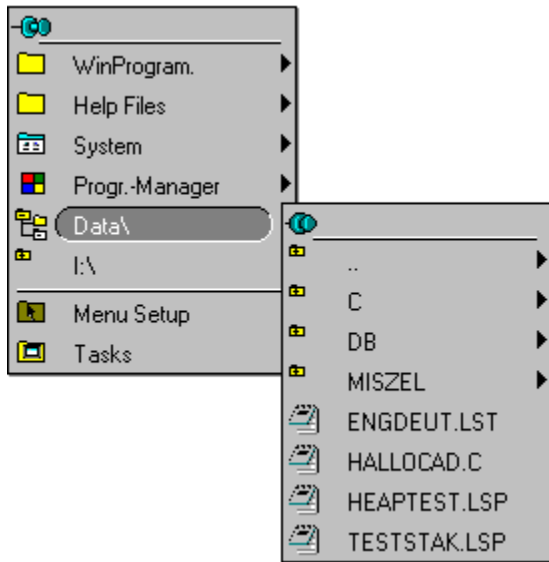 WinProgram.
Help Files
System
Progr.-Manager
Data\
I:\
Menu Setup
Tasks
..
C
DB
MISZEL
ENGDEUT.LST
HALLOCAD.C
HEAPTEST.LSP
TESTSTAK.LSP